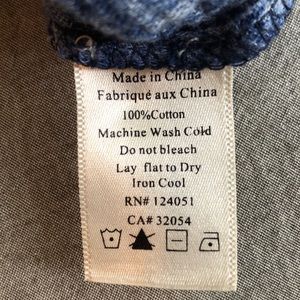 Made in China
Fabriqué aux China
100%Cotton
Machine Wash Cold
Do not bleach
Lay flat to Dry
Iron Cool
RN# 124051
CA# 32054